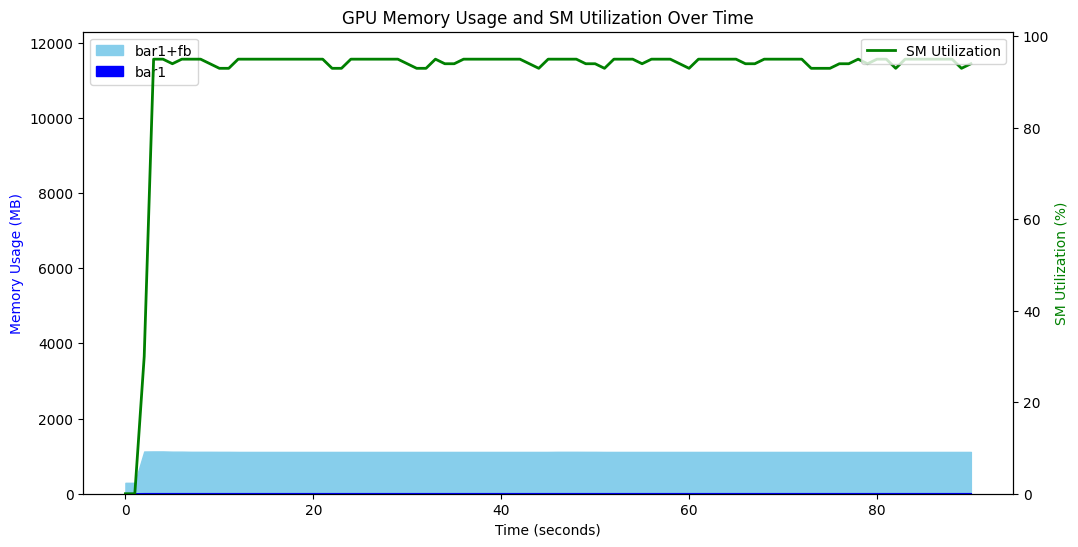 GPU Memory Usage and SM Utilization Over Time
bar1+fb
bar1
SM Utilization
12000
10000
8000
6000
4000
2000
0
Memory Usage (MB)
100
80
60
40
20
0
SM Utilization (%)
0 20 40 60 80
Time (seconds)